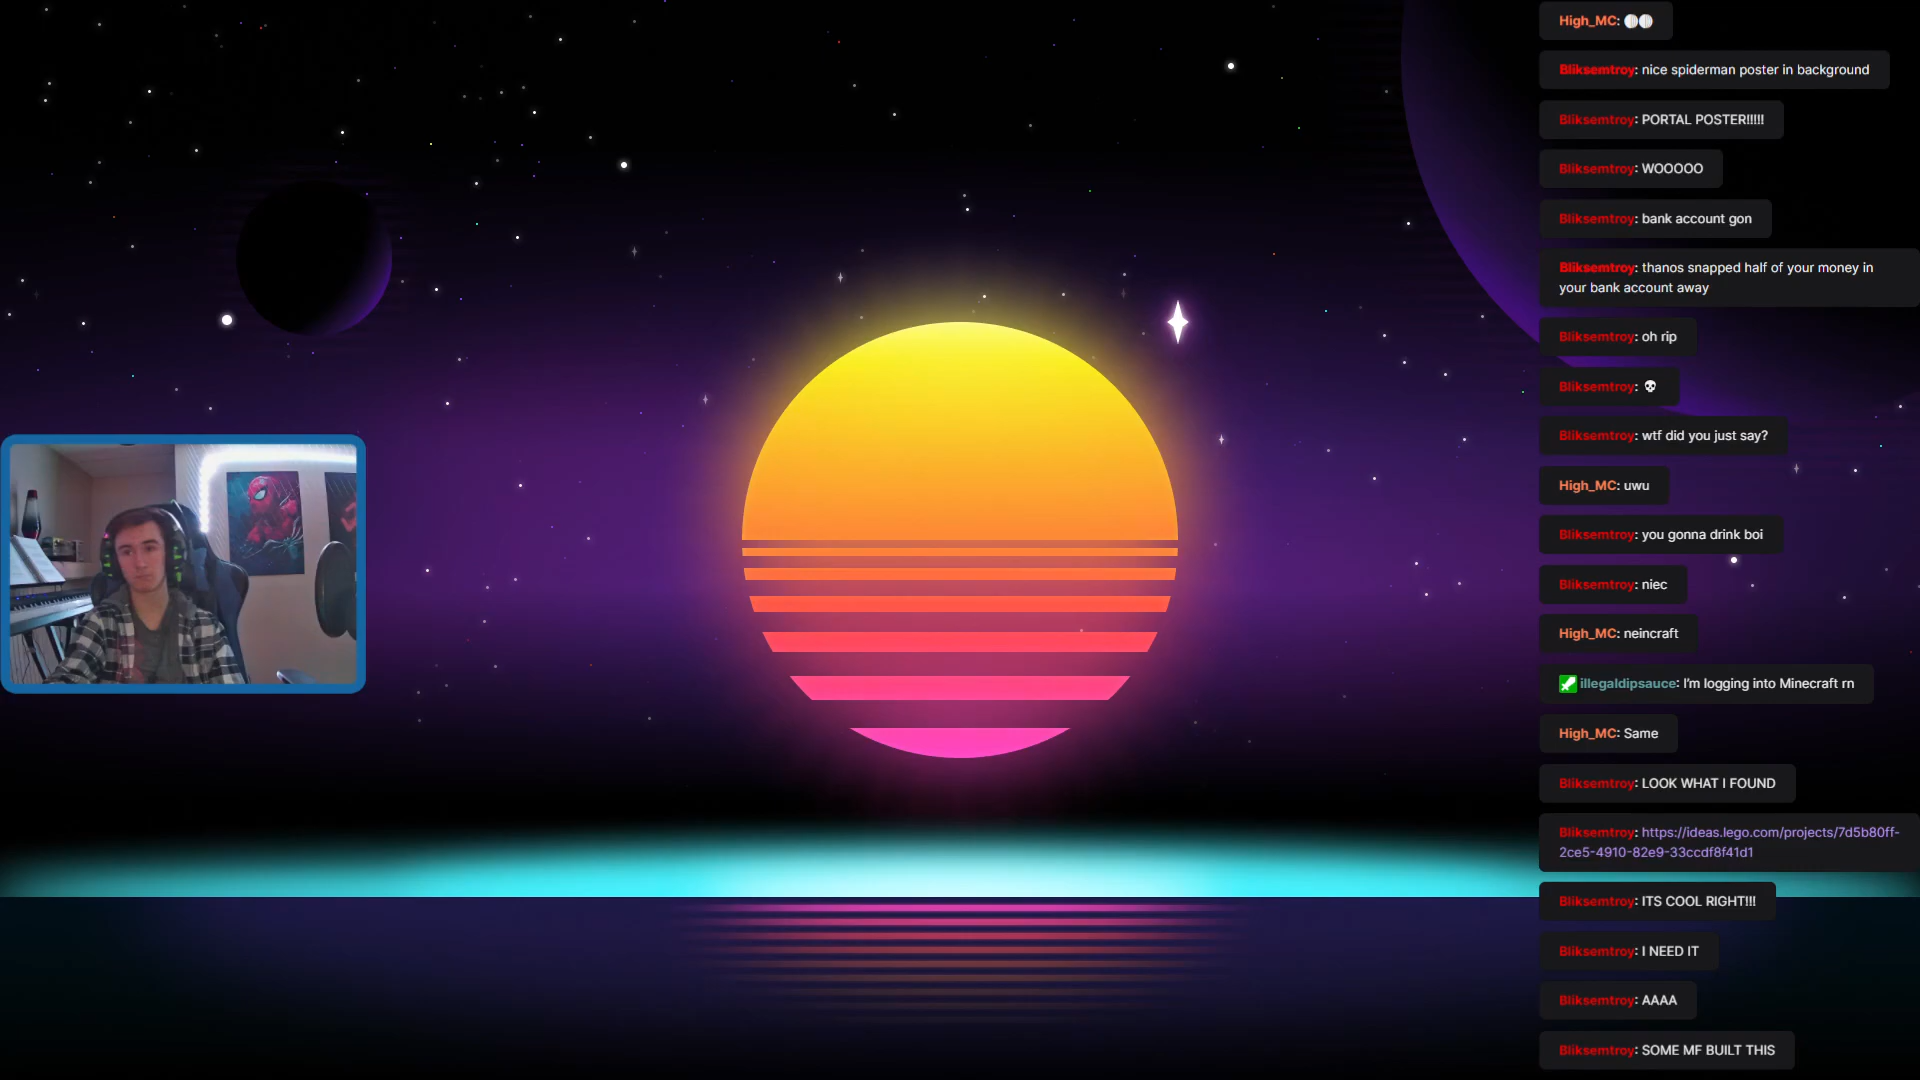 High_MC:
Bliksemtroy: nice spiderman poster in background
Bliksemtroy: PORTAL POSTER!!!!!
Bliksemtroy: WOOOOO
Bliksemtroy: bank account gon
Bliksemtroy: thanos snapped half of your money in
your bank account away
Bliksemtroy: oh rip
Bliksemtroy: 💀
Bliksemtroy: wtf did you just say?
High_MC: uwu
Bliksemtroy: you gonna drink boi
Bliksemtroy: niec
High_MC: neincraft
illegaldipsauce: I'm logging into Minecraft rn
High_MC: Same
Bliksemtroy: LOOK WHAT I FOUND
Bliksemtroy: https://ideas.lego.com/projects/7d5b80ff-
2ce5-4910-82e9-33ccdf8f41d1
Bliksemtroy: ITS COOL RIGHT!!!
Bliksemtroy: I NEED IT
Bliksemtroy: AAAA
Bliksemtroy: SOME MF BUILT THIS